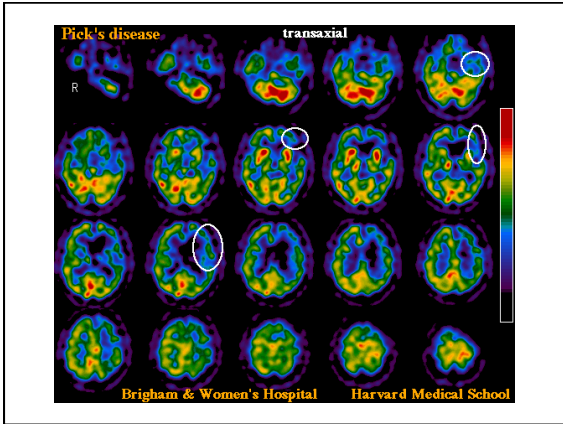 Pick's disease
transaxial
R
Brigham & Women's Hospital
Harvard Medical School